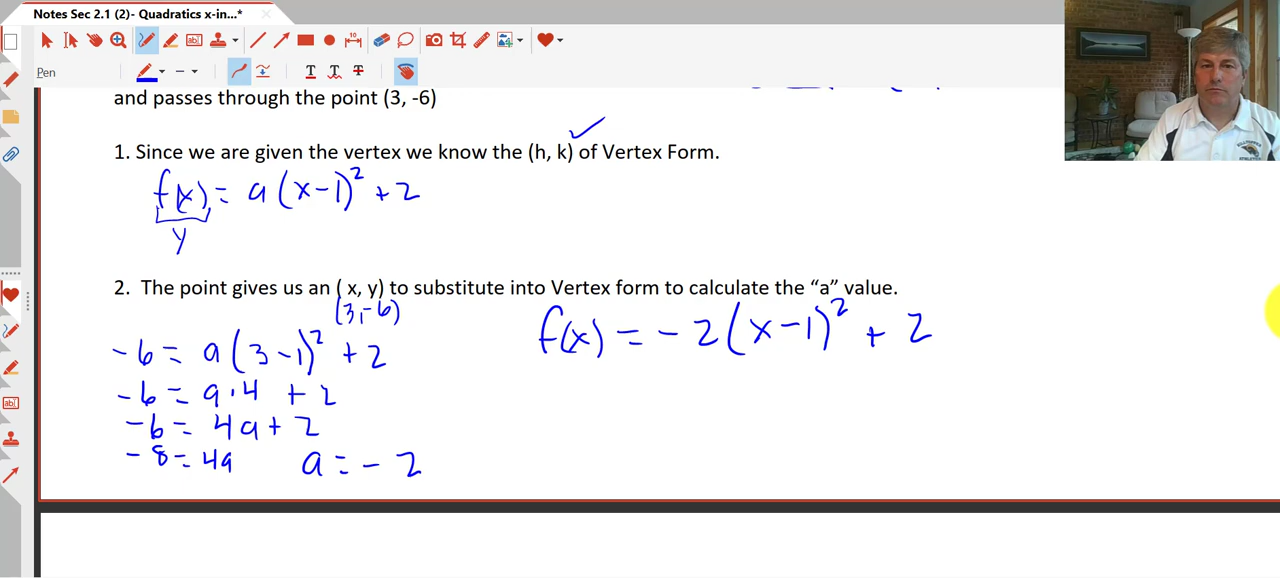 Notes Sec 2.1 (2)- Quadratics x-in...*
Pen
and passes through the point (3, -6)
1. Since we are given the vertex we know the (h, k) of Vertex Form.
f(x) = a(x-1)² + 2
y
2. The point gives us an ( x, y) to substitute into Vertex form to calculate the “a” value.
(3,-6)
f(x) = -2(x-1)² + 2
-6 = a(3-1)² + 2
-6 = a·4 + 2
-6 = 4a + 2
-8 = 4a a = -2